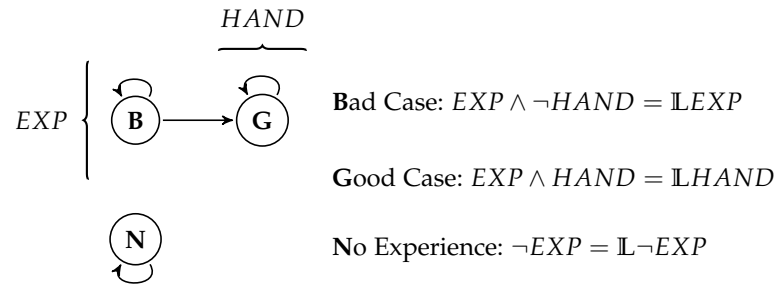 HAND
EXP
B
G
Bad Case: EXP ∧ ¬HAND = 𝕃EXP
Good Case: EXP ∧ HAND = 𝕃HAND
N
No Experience: ¬EXP = 𝕃¬EXP